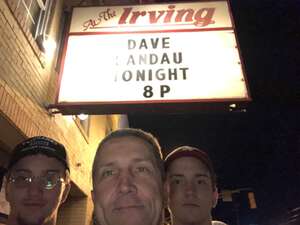 At The Irving
DAVE
LANDAU
TONIGHT
8 P